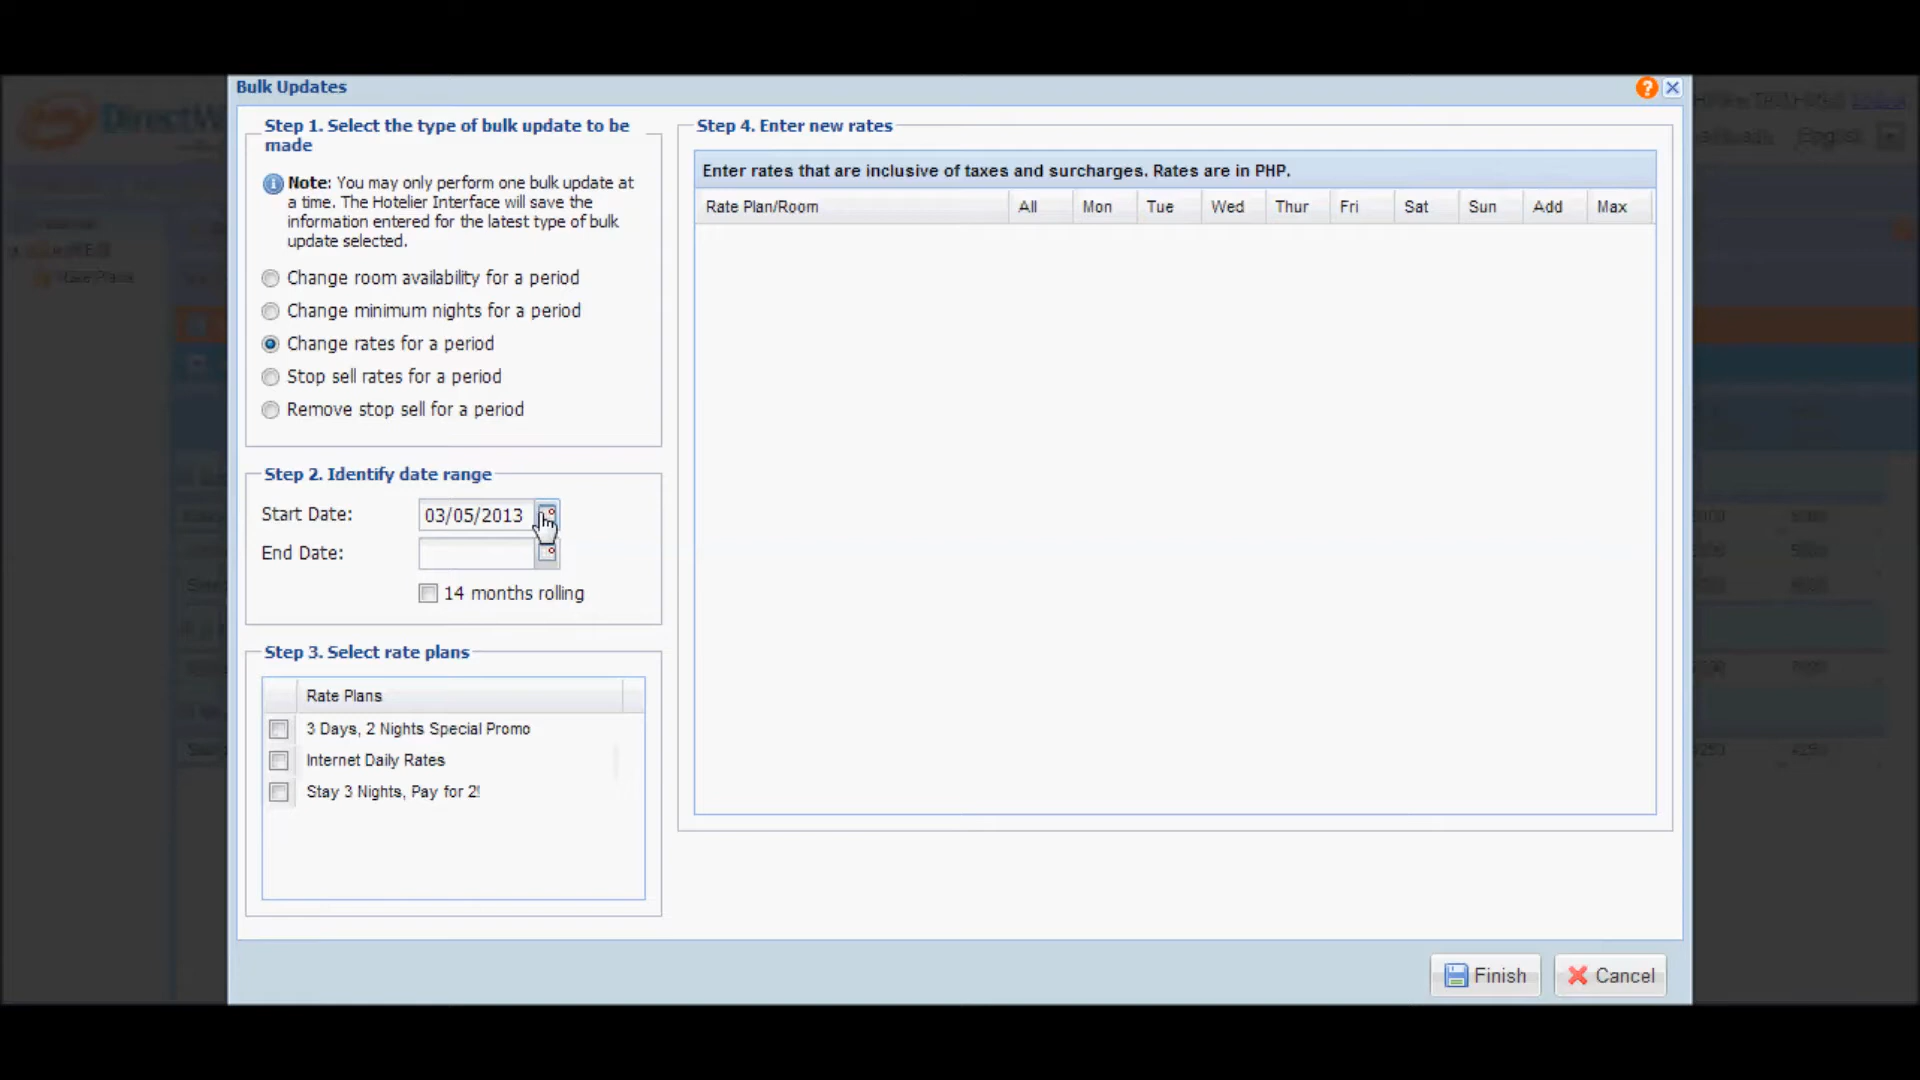 Bulk Updates
Step 1. Select the type of bulk update to be
made
Note: You may only perform one bulk update at
a time. The Hotelier Interface will save the
information entered for the latest type of bulk
update selected.
Change room availability for a period
Change minimum nights for a period
Change rates for a period
Stop sell rates for a period
Remove stop sell for a period
Step 2. Identify date range
Start Date: 03/05/2013
End Date:
14 months rolling
Step 3. Select rate plans
Rate Plans
3 Days, 2 Nights Special Promo
Internet Daily Rates
Stay 3 Nights, Pay for 2!
Step 4. Enter new rates
Enter rates that are inclusive of taxes and surcharges. Rates are in PHP.
Rate Plan/Room All Mon Tue Wed Thur Fri Sat Sun Add Max
Finish Cancel
English
Rate Plans